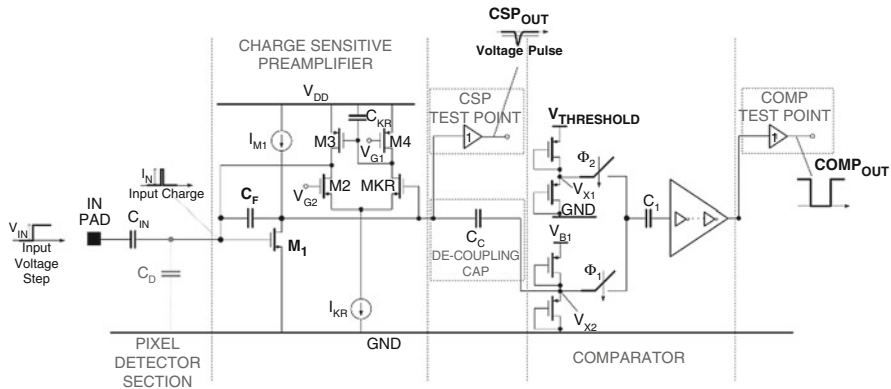 CSP_OUT
Voltage Pulse
CHARGE SENSITIVE
PREAMPLIFIER
V_DD
C_KR
M3
M4
I_M1
V_G1
CSP
TEST POINT
1
V_THRESHOLD
COMP
TEST POINT
1
COMP_OUT
I_N
Input Charge
M2
MKR
V_G2
C_F
Φ_2
V_X1
GND
C_1
V_IN
IN
PAD
C_IN
Input
Voltage
Step
C_D
M_1
C_C
DE-COUPLING
CAP
V_B1
Φ_1
I_KR
V_X2
GND
PIXEL
DETECTOR
SECTION
COMPARATOR